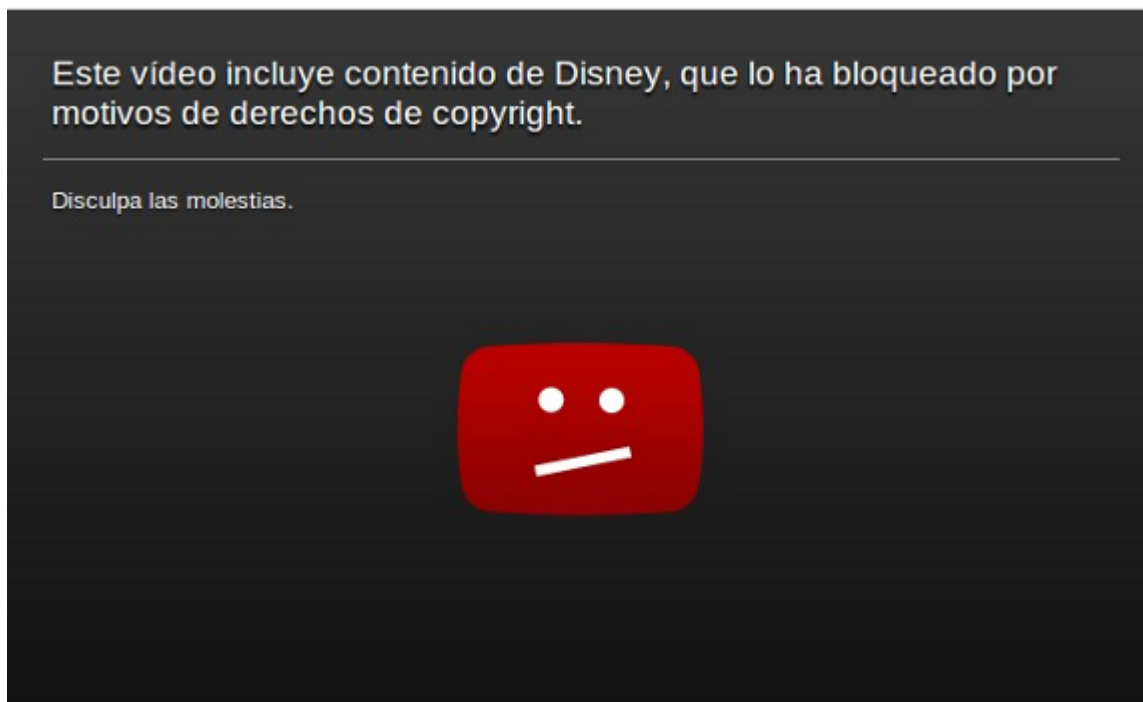 Este vídeo incluye contenido de Disney, que lo ha bloqueado por
motivos de derechos de copyright.
Disculpa las molestias.